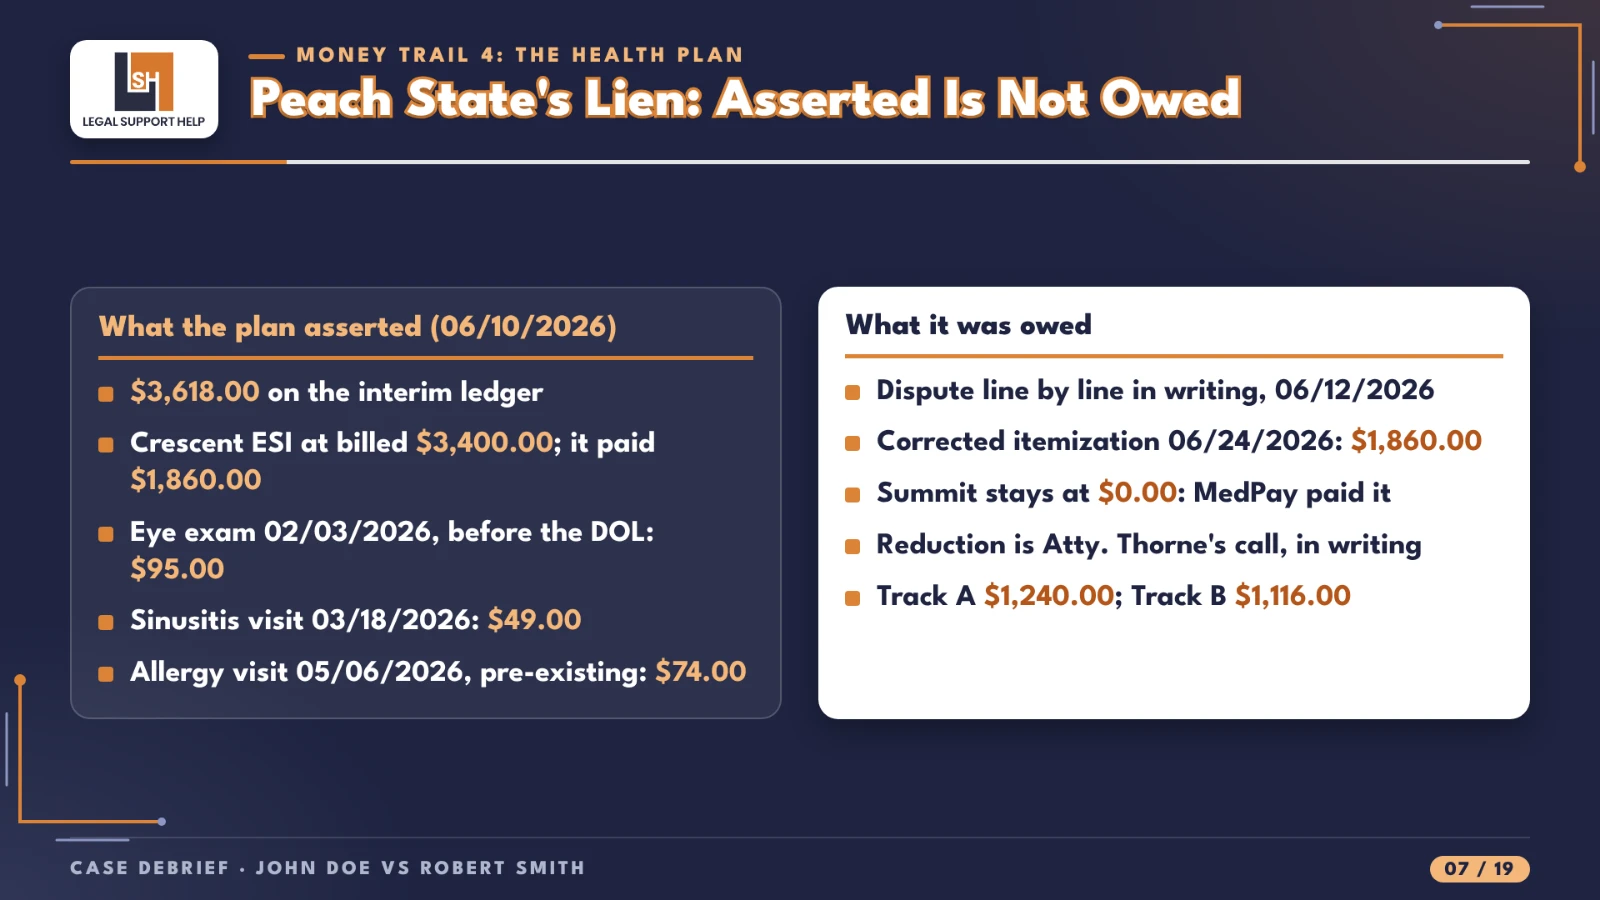 SH
LEGAL SUPPORT HELP
MONEY TRAIL 4: THE HEALTH PLAN
Peach State's Lien: Asserted Is Not Owed
What the plan asserted (06/10/2026)
$3,618.00 on the interim ledger
Crescent ESI at billed $3,400.00; it paid
$1,860.00
Eye exam 02/03/2026, before the DOL:
$95.00
Sinusitis visit 03/18/2026: $49.00
Allergy visit 05/06/2026, pre-existing: $74.00
What it was owed
Dispute line by line in writing, 06/12/2026
Corrected itemization 06/24/2026: $1,860.00
Summit stays at $0.00: MedPay paid it
Reduction is Atty. Thorne's call, in writing
Track A $1,240.00; Track B $1,116.00
CASE DEBRIEF · JOHN DOE VS ROBERT SMITH
07 / 19